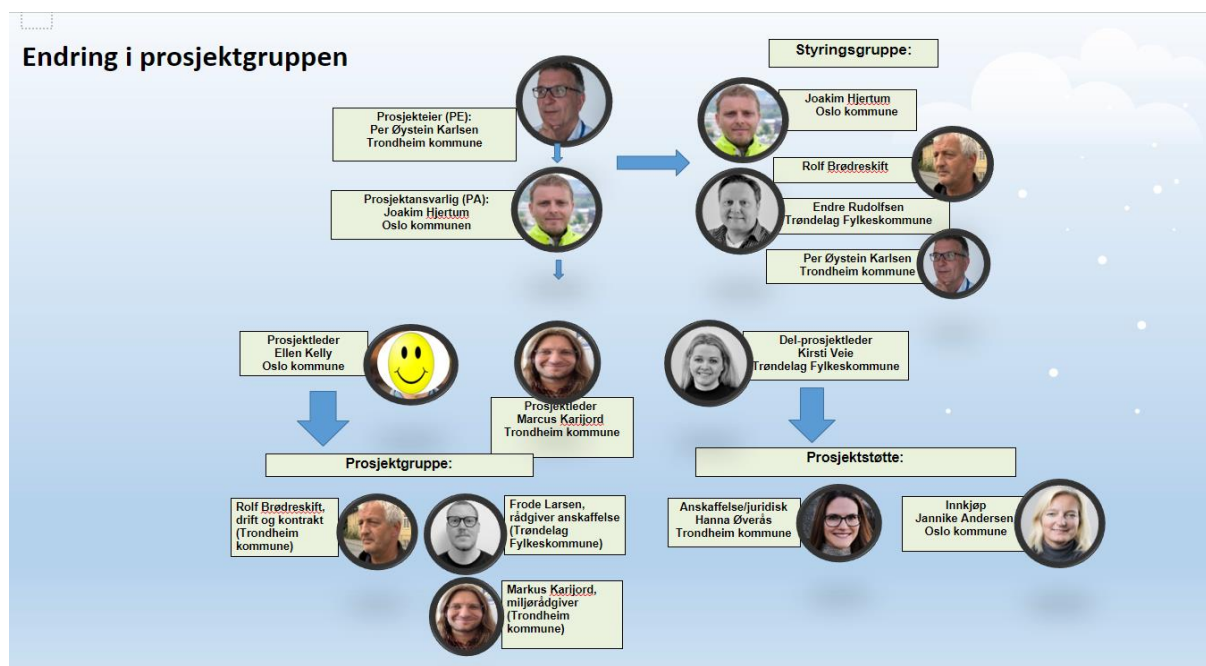 Endring i prosjektgruppen
Styringsgruppe:
Prosjekteier (PE):
Per Øystein Karlsen
Trondheim kommune
Joakim Hjertum
Oslo kommune
Rolf Brødreskift
Prosjektansvarlig (PA):
Joakim Hjertum
Oslo kommunen
Endre Rudolfsen
Trøndelag Fylkeskommune
Per Øystein Karlsen
Trondheim kommune
Prosjektleder
Ellen Kelly
Oslo kommune
Prosjektleder
Marcus Karijord
Trondheim kommune
Del-prosjektleder
Kirsti Veie
Trøndelag Fylkeskommune
Prosjektgruppe:
Rolf Brødreskift,
drift og kontrakt
(Trondheim
kommune)
Frode Larsen,
rådgiver anskaffelse
(Trøndelag
Fylkeskommune)
Markus Karijord,
miljørådgiver
(Trondheim
kommune)
Prosjektstøtte:
Anskaffelse/juridisk
Hanna Øverås
Trondheim kommune
Innkjøp
Jannike Andersen
Oslo kommune